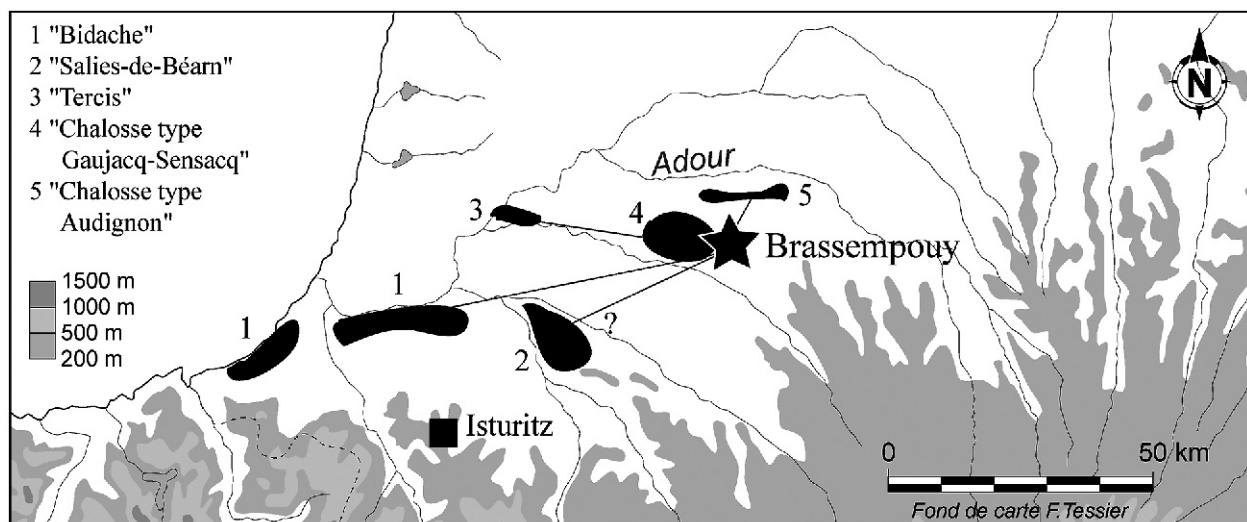 1 "Bidache"
2 "Salies-de-Béarn"
3 "Tercis"
4 "Chalosse type
Gaujacq-Sensacq"
5 "Chalosse type
Audignon"
1500 m
1000 m
500 m
200 m
N
Adour
3
4
5
Brassempouy
1
1
?
2
Isturitz
0
50 km
Fond de carte F.Tessier